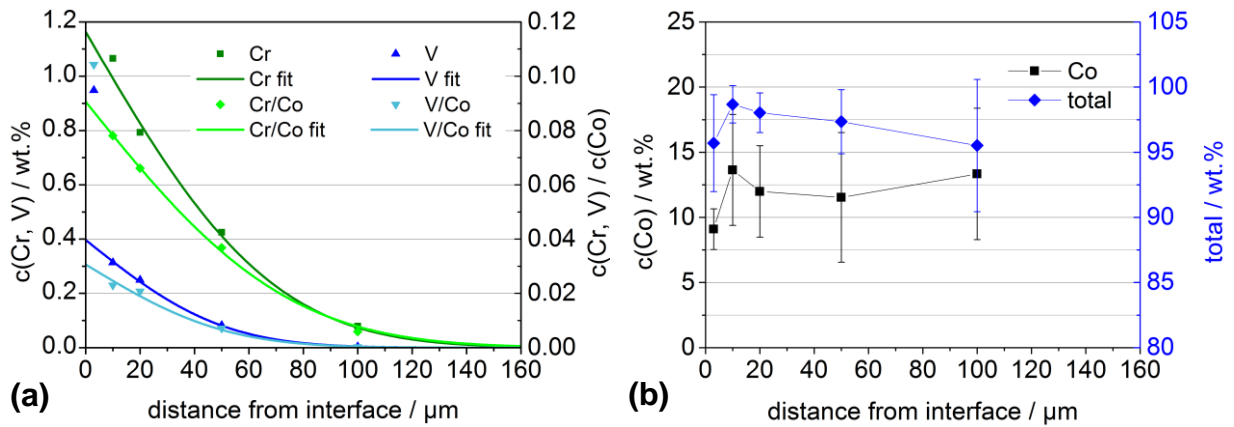 1.2
1.0
0.8
0.6
0.4
0.2
0.0
c(Cr, V) / wt.%
0.12
0.10
0.08
0.06
0.04
0.02
0.00
c(Cr, V) / c(Co)
Cr
Cr fit
Cr/Co
Cr/Co fit
V
V fit
V/Co
V/Co fit
0 20 40 60 80 100 120 140 160
distance from interface / µm
(a)
25
20
15
10
5
0
c(Co) / wt.%
105
100
95
90
85
80
total / wt.%
Co
total
0 20 40 60 80 100 120 140 160
distance from interface / µm
(b)